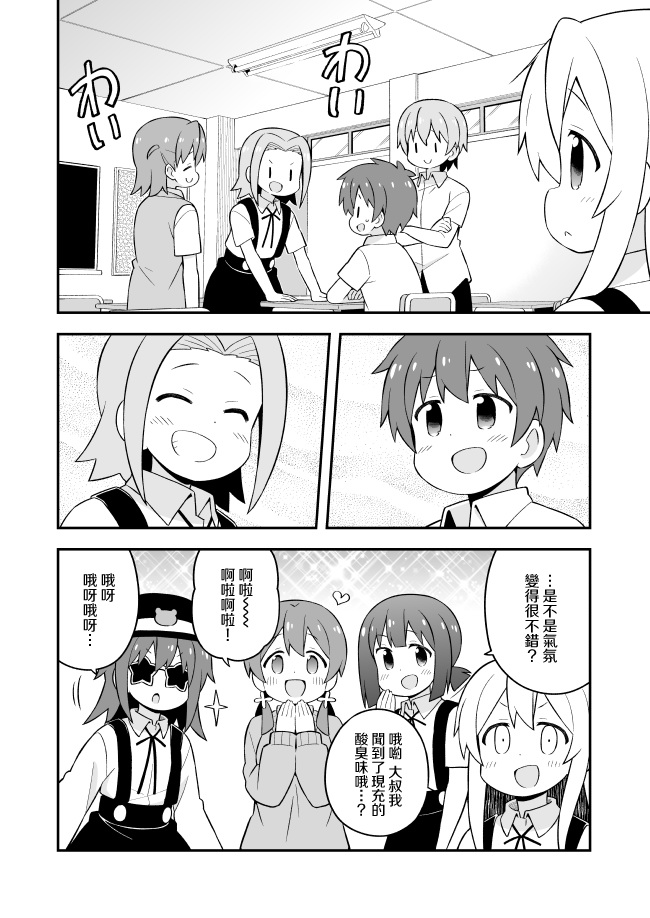 わい
わい
…是不是氣氛
變得很不錯？
哦喲 大叔我
聞到了現充的
酸臭味哦…？
啊啦～～
啊啦啊啦！
哦呀
哦呀哦呀…